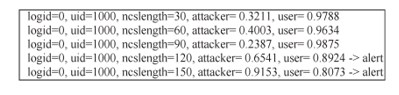 logid=0, uid=1000, ncslength=30, attacker= 0.3211, user= 0.9788
logid=0, uid=1000, ncslength=60, attacker= 0.4003, user= 0.9634
logid=0, uid=1000, ncslength=90, attacker= 0.2387, user= 0.9875
logid=0, uid=1000, ncslength=120, attacker= 0.6541, user= 0.8924 -> alert
logid=0, uid=1000, ncslength=150, attacker= 0.9153, user= 0.8073 -> alert